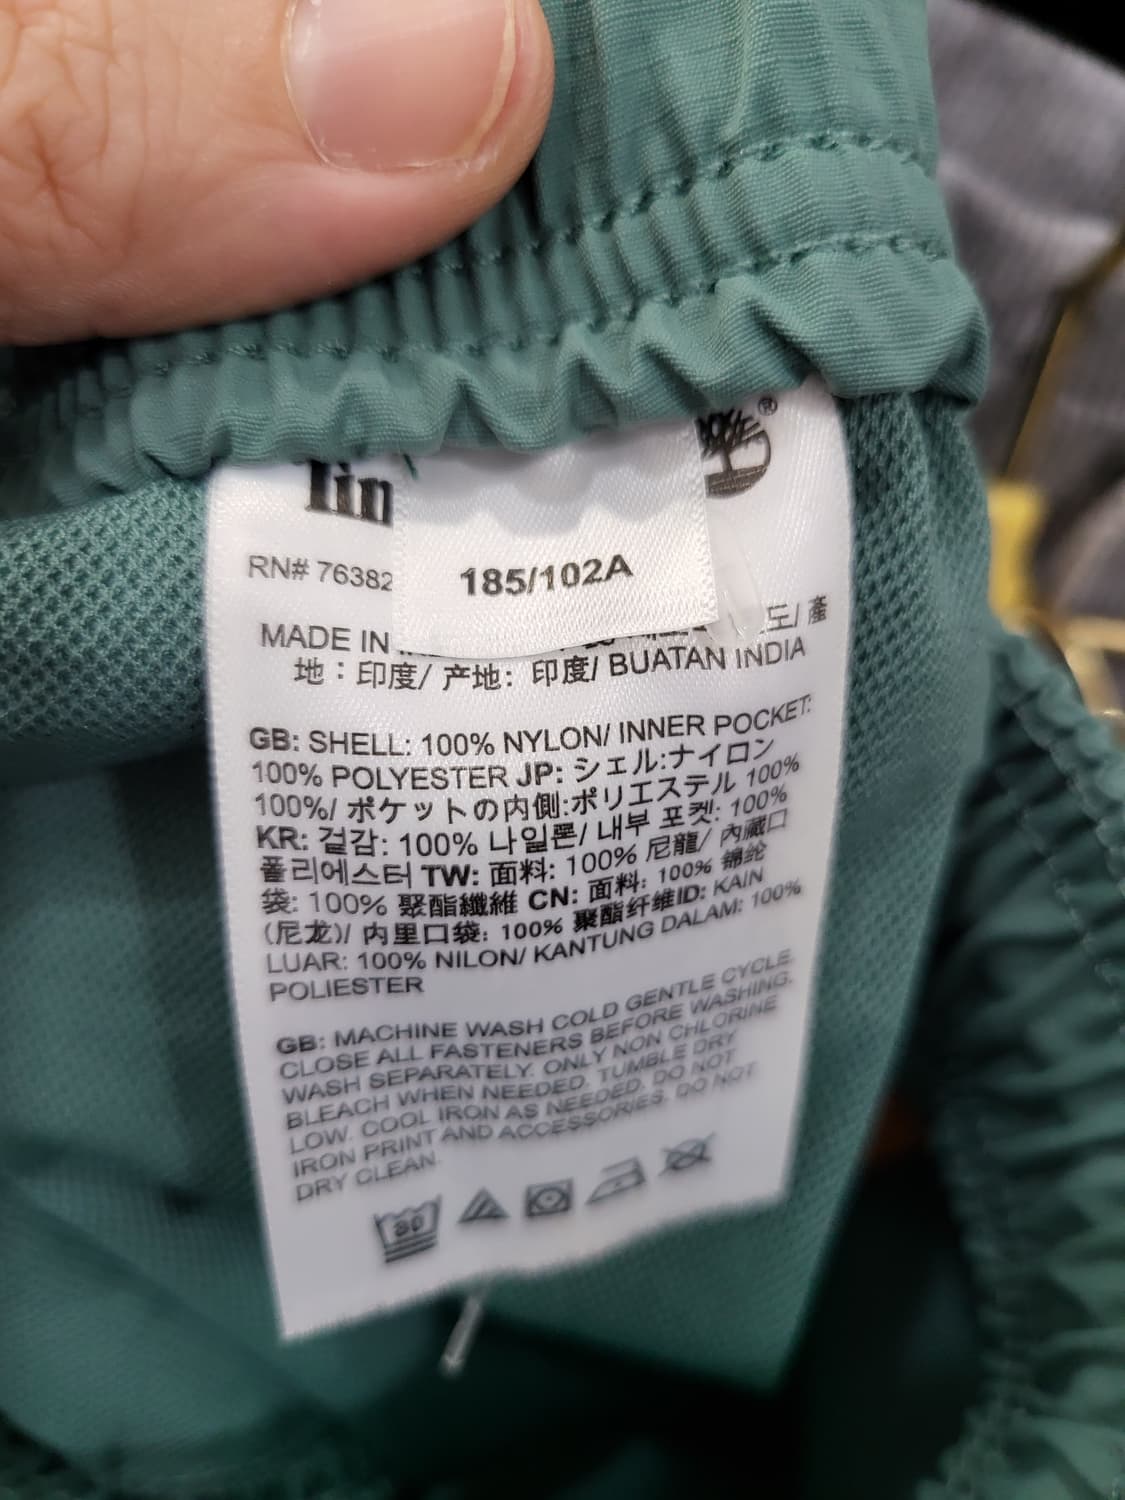 Tim
®
RN# 76382
185/102A
MADE IN
도/ 產
地：印度/ 产地: 印度/ BUATAN INDIA
GB: SHELL: 100% NYLON/ INNER POCKET:
100% POLYESTER JP: シェル:ナイロン
100%/ ポケットの内側:ポリエステル 100%
KR: 겉감: 100% 나일론/ 내부 포켓: 100%
폴리에스터 TW: 面料: 100% 尼龍/ 內藏口
袋: 100% 聚酯纖維 CN: 面料: 100% 锦纶
(尼龙)/ 内里口袋: 100% 聚酯纤维ID: KAIN
LUAR: 100% NILON/ KANTUNG DALAM: 100%
POLIESTER
GB: MACHINE WASH COLD GENTLE CYCLE.
CLOSE ALL FASTENERS BEFORE WASHING.
WASH SEPARATELY. ONLY NON CHLORINE
BLEACH WHEN NEEDED. TUMBLE DRY
LOW. COOL IRON AS NEEDED. DO NOT
IRON PRINT AND ACCESSORIES. DO NOT
DRY CLEAN.
30